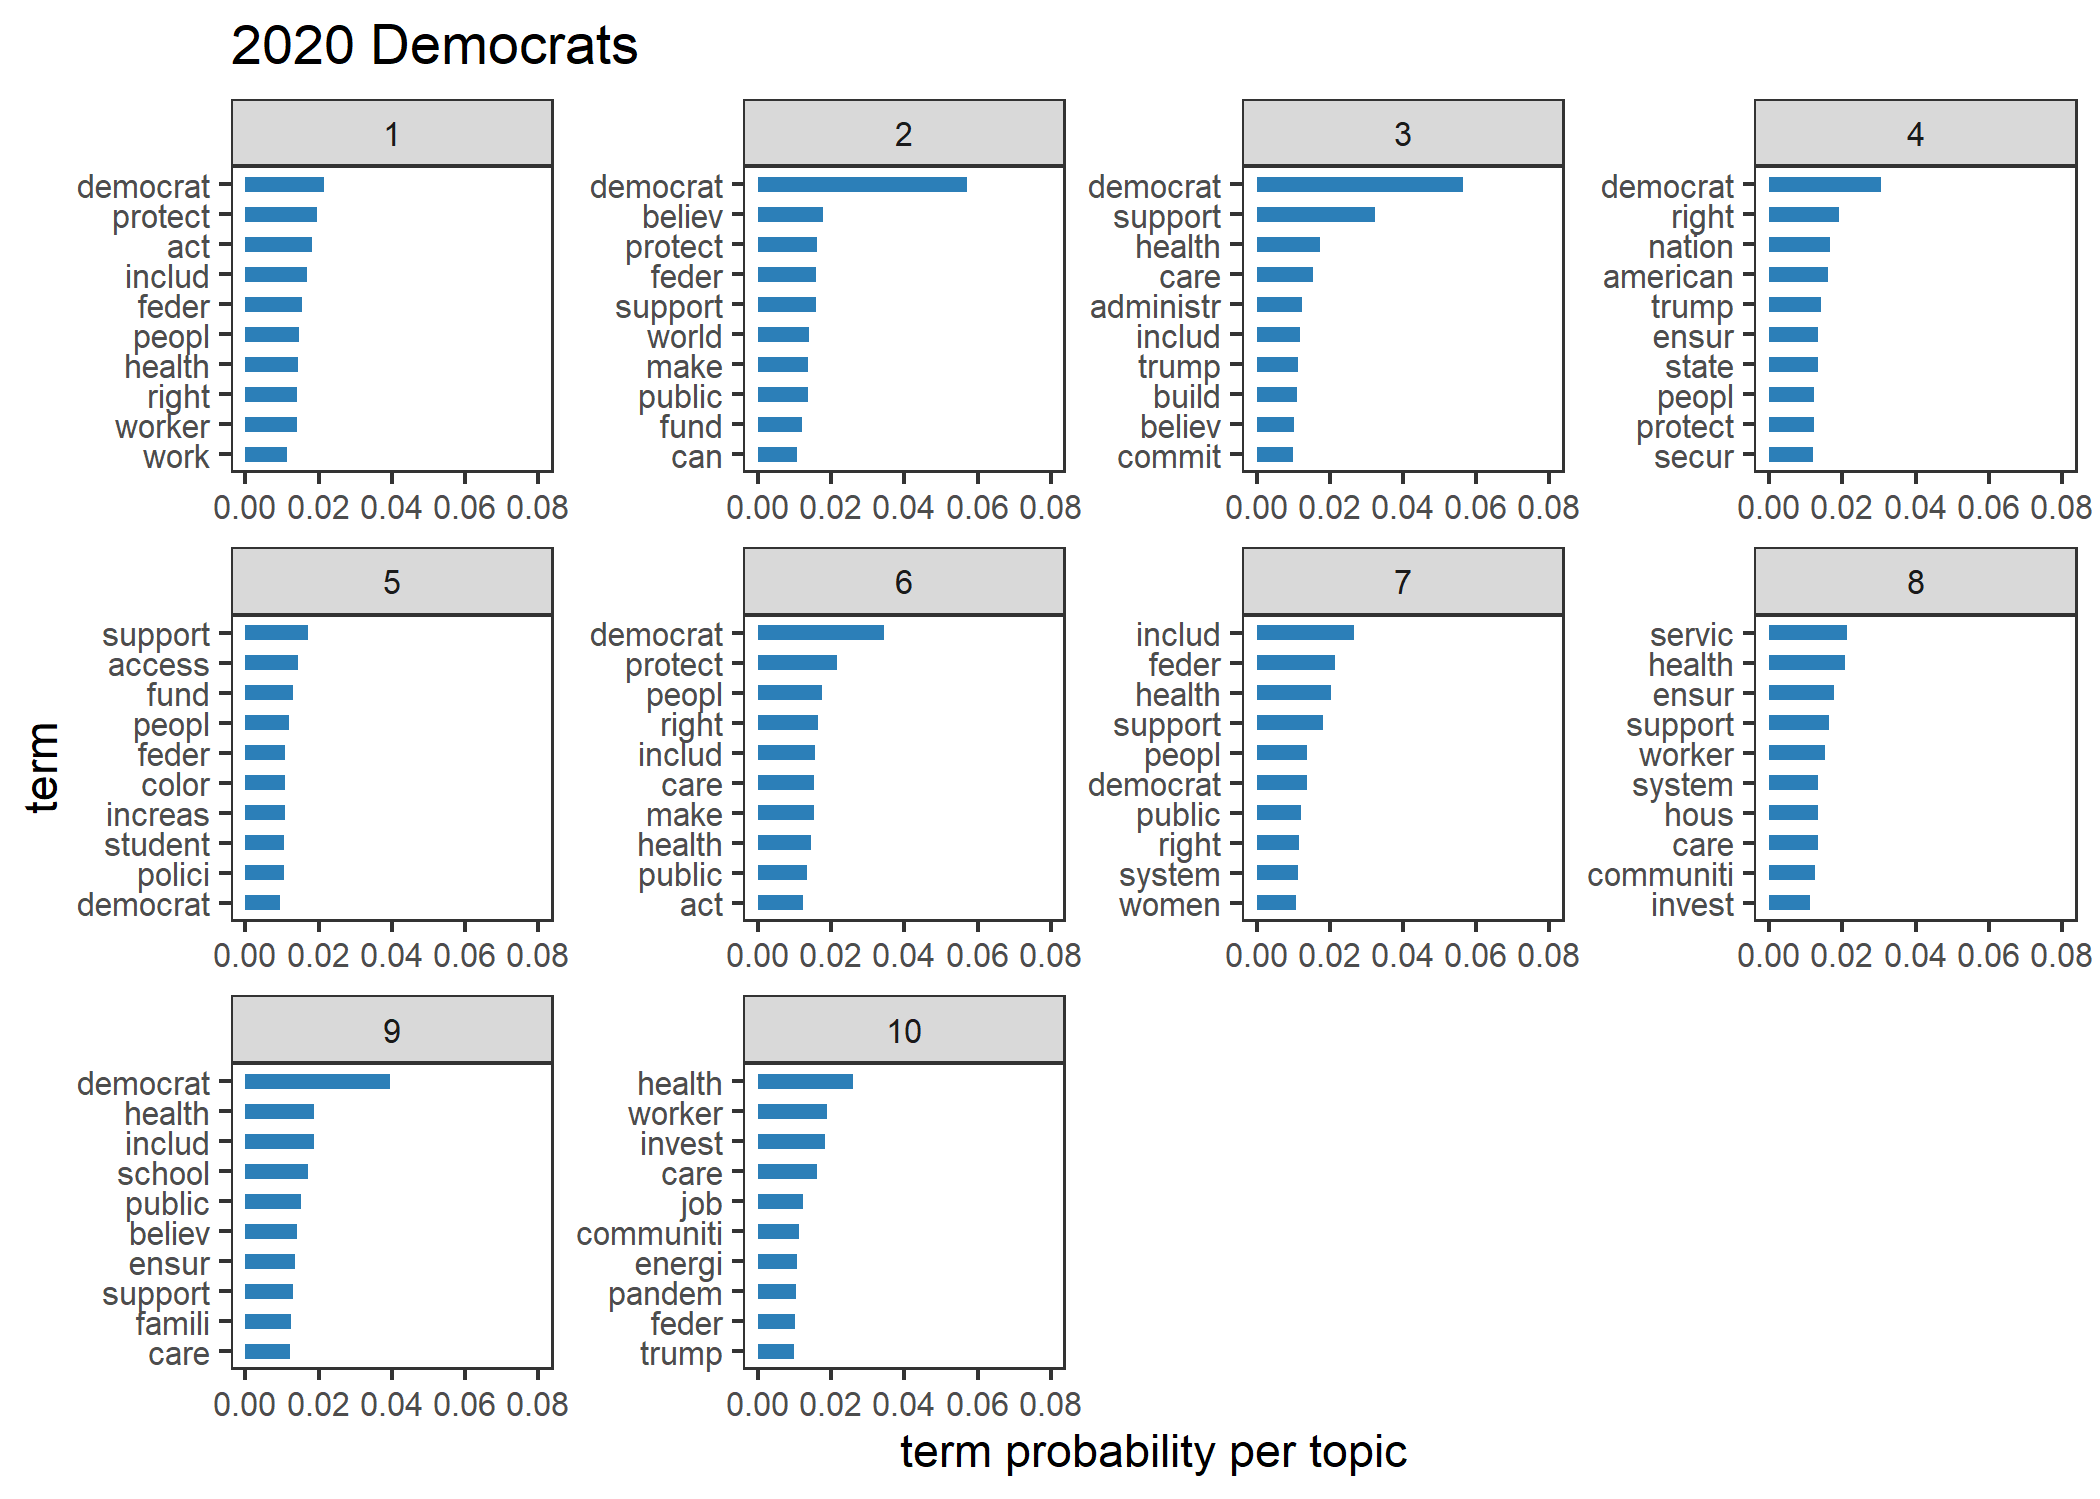 2020 Democrats
1
democrat
protect
act
includ
feder
peopl
health
right
worker
work
0.00 0.02 0.04 0.06 0.08
2
democrat
believ
protect
feder
support
world
make
public
fund
can
0.00 0.02 0.04 0.06 0.08
3
democrat
support
health
care
administr
includ
trump
build
believ
commit
0.00 0.02 0.04 0.06 0.08
4
democrat
right
nation
american
trump
ensur
state
peopl
protect
secur
0.00 0.02 0.04 0.06 0.08
term
5
support
access
fund
peopl
feder
color
increas
student
polici
democrat
0.00 0.02 0.04 0.06 0.08
6
democrat
protect
peopl
right
includ
care
make
health
public
act
0.00 0.02 0.04 0.06 0.08
7
includ
feder
health
support
peopl
democrat
public
right
system
women
0.00 0.02 0.04 0.06 0.08
8
servic
health
ensur
support
worker
system
hous
care
communiti
invest
0.00 0.02 0.04 0.06 0.08
9
democrat
health
includ
school
public
believ
ensur
support
famili
care
0.00 0.02 0.04 0.06 0.08
10
health
worker
invest
care
job
communiti
energi
pandem
feder
trump
0.00 0.02 0.04 0.06 0.08
term probability per topic